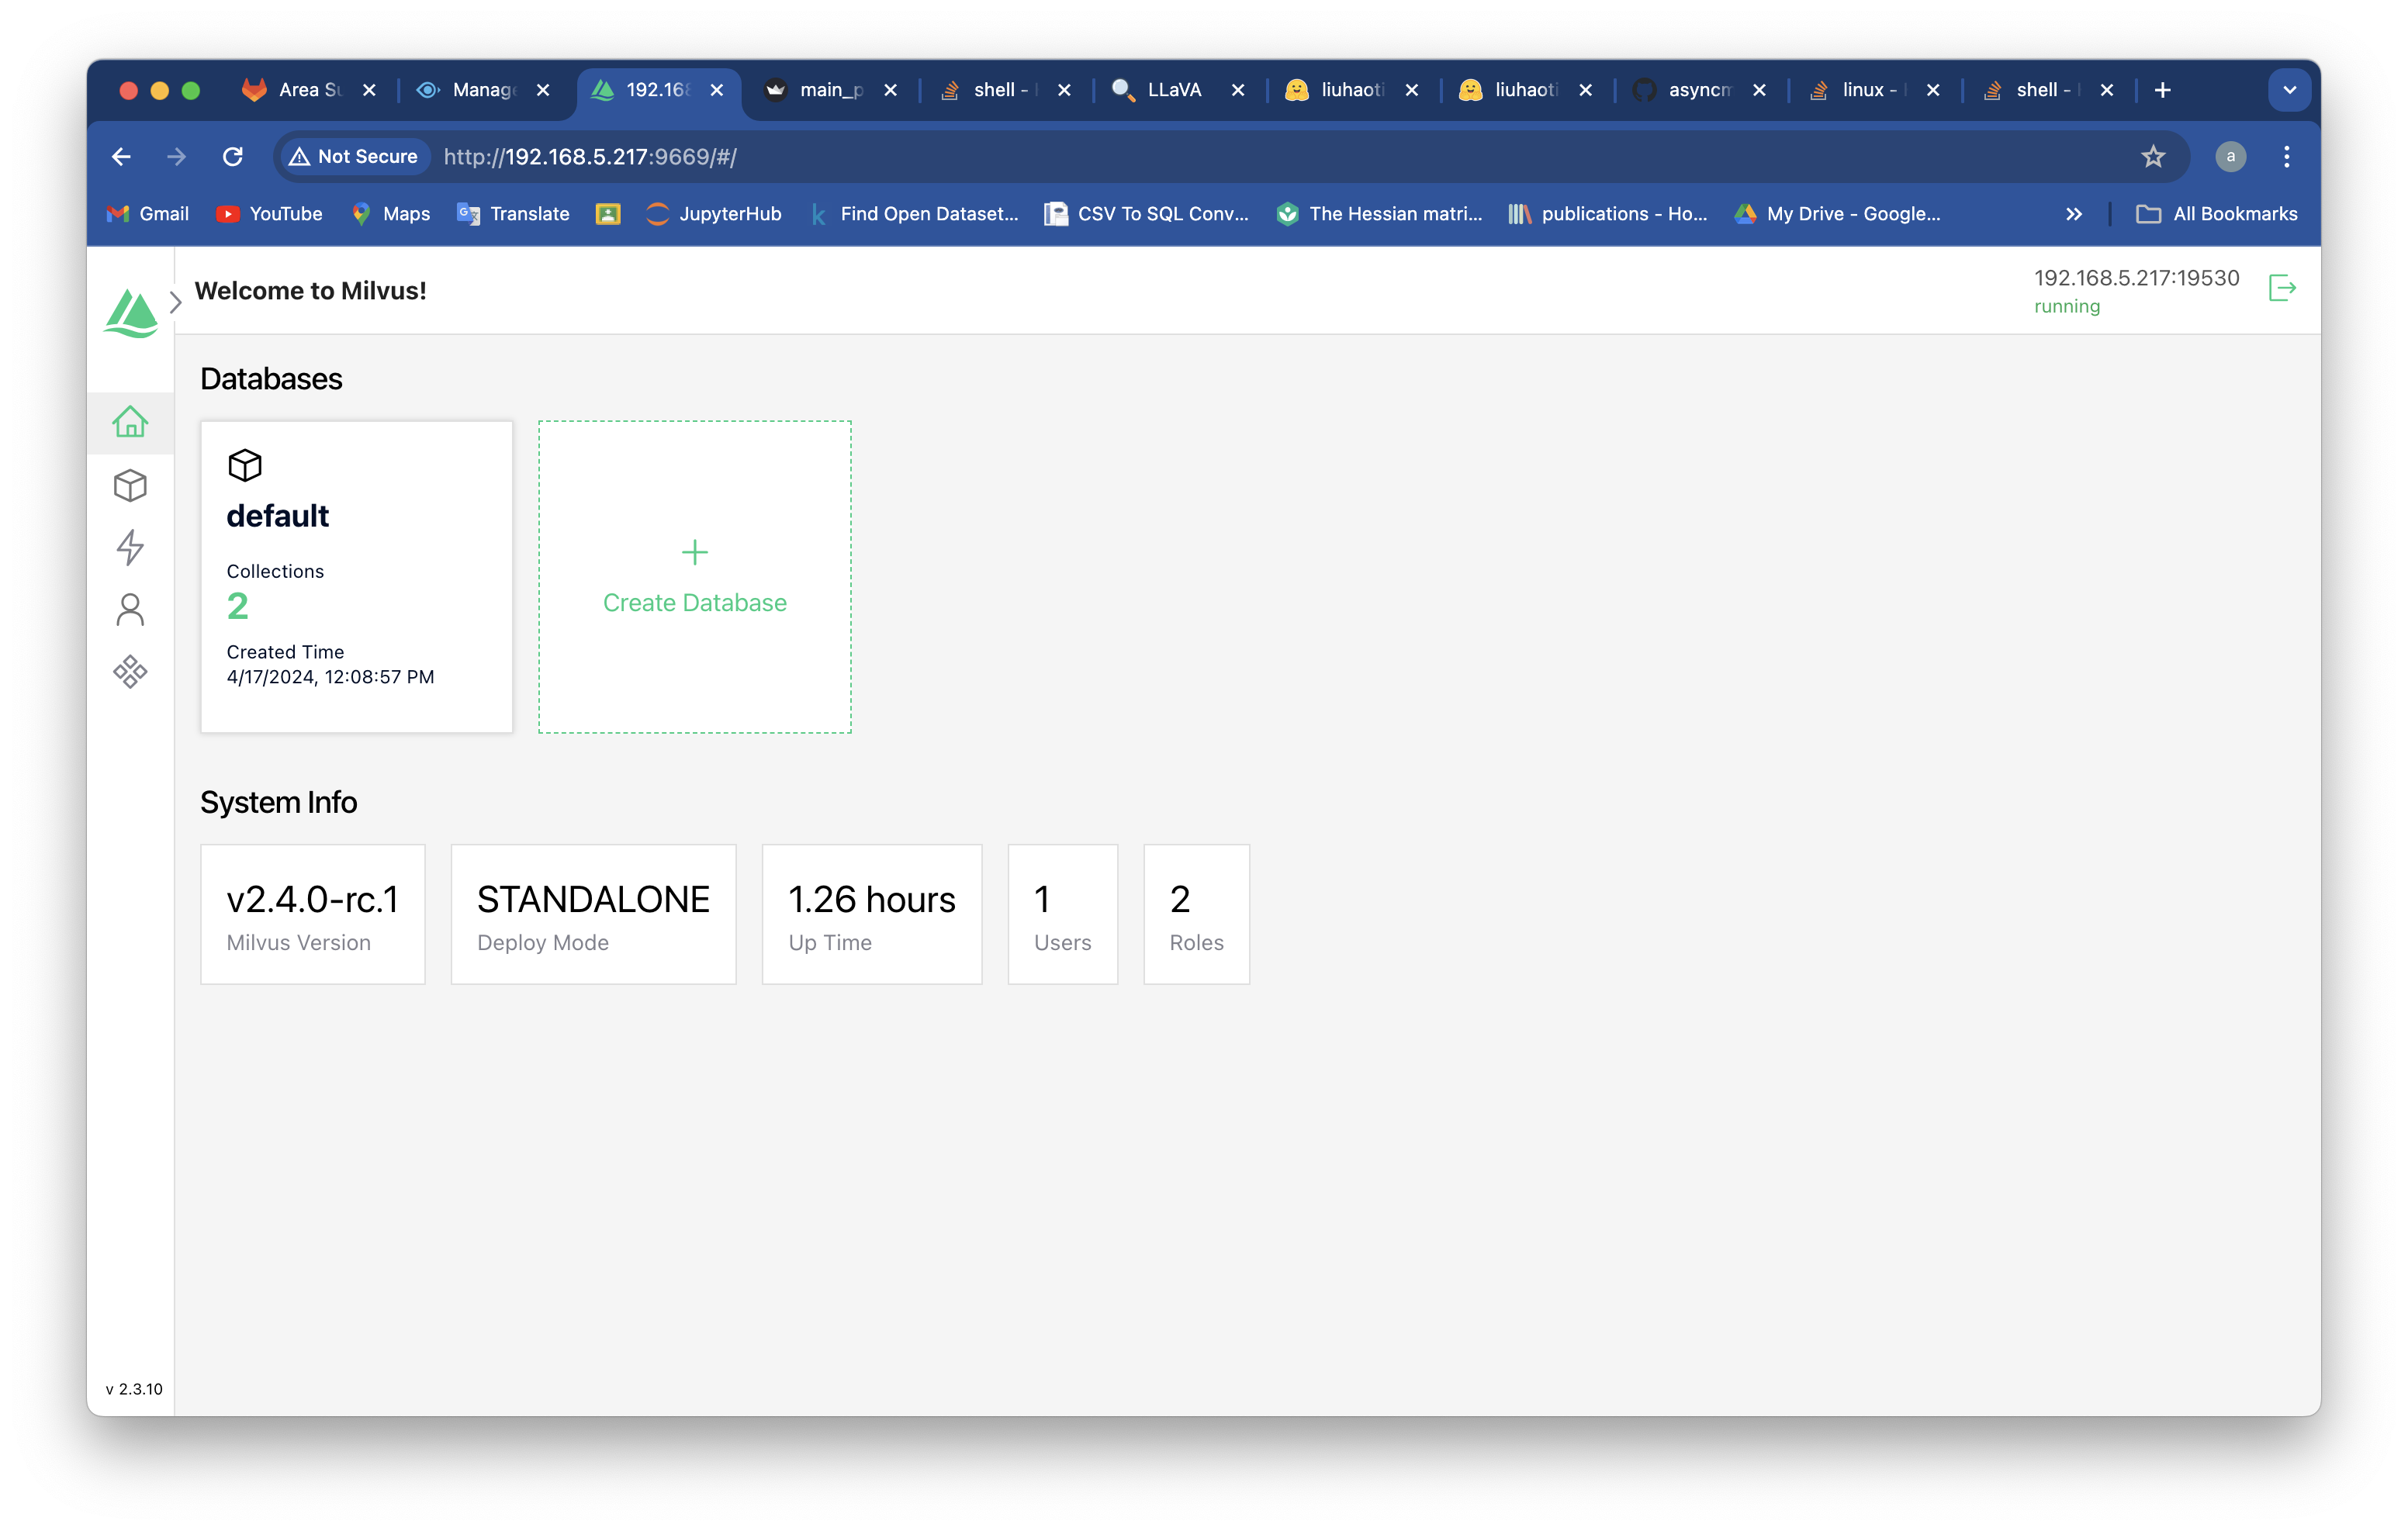 Area Su
Manage
192.168
main_p
shell -
LLaVA
liuhaoti
liuhaoti
asyncm
linux -
shell -
Not Secure
http://192.168.5.217:9669/#/
a
Gmail
YouTube
Maps
Translate
JupyterHub
Find Open Dataset...
CSV To SQL Conv...
The Hessian matri...
publications - Ho...
My Drive - Google...
All Bookmarks
Welcome to Milvus!
192.168.5.217:19530
running
Databases
default
Collections
2
Created Time
4/17/2024, 12:08:57 PM
+
Create Database
System Info
v2.4.0-rc.1
Milvus Version
STANDALONE
Deploy Mode
1.26 hours
Up Time
1
Users
2
Roles
v 2.3.10